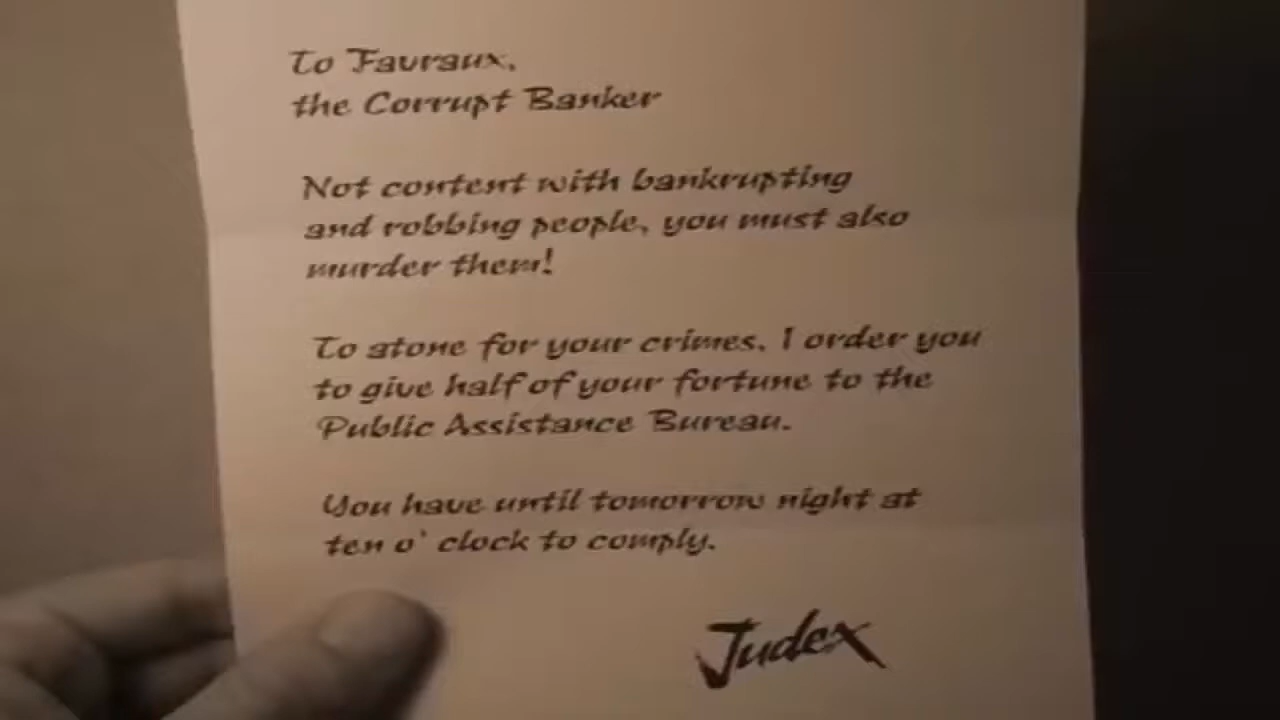 To Favraux,
the Corrupt Banker
Not content with bankrupting
and robbing people, you must also
murder them!
To atone for your crimes. I order you
to give half of your fortune to the
Public Assistance Bureau.
You have until tomorrow night at
ten o' clock to comply.
Judex